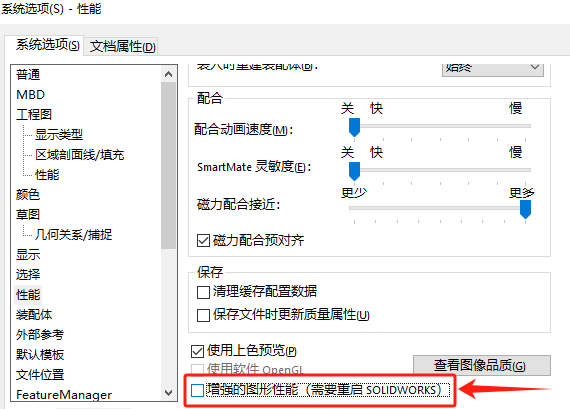 系统选项(S) - 性能
系统选项(S) 文档属性(D)
普通
MBD
工程图
显示类型
区域剖面线/填充
性能
颜色
草图
几何关系/捕捉
显示
选择
性能
装配体
外部参考
默认模板
文件位置
FeatureManager
装入时重建装配体(B): 始终
配合
关 快 慢
配合动画速度(M):
关 快 慢
SmartMate 灵敏度(E):
更少 更多
磁力配合接近:
磁力配合预对齐
保存
清理缓存配置数据
保存文件时更新质量属性(U)
使用上色预览(P)
使用软件 OpenGL
查看图像品质(G)
增强的图形性能（需要重启 SOLIDWORKS）